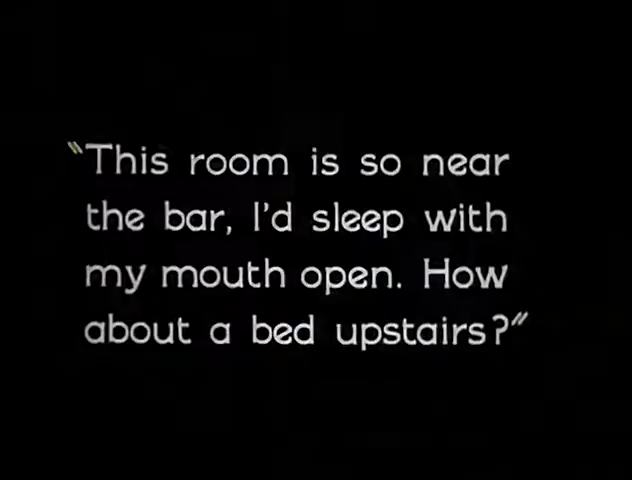 "This room is so near
the bar, I'd sleep with
my mouth open. How
about a bed upstairs?"